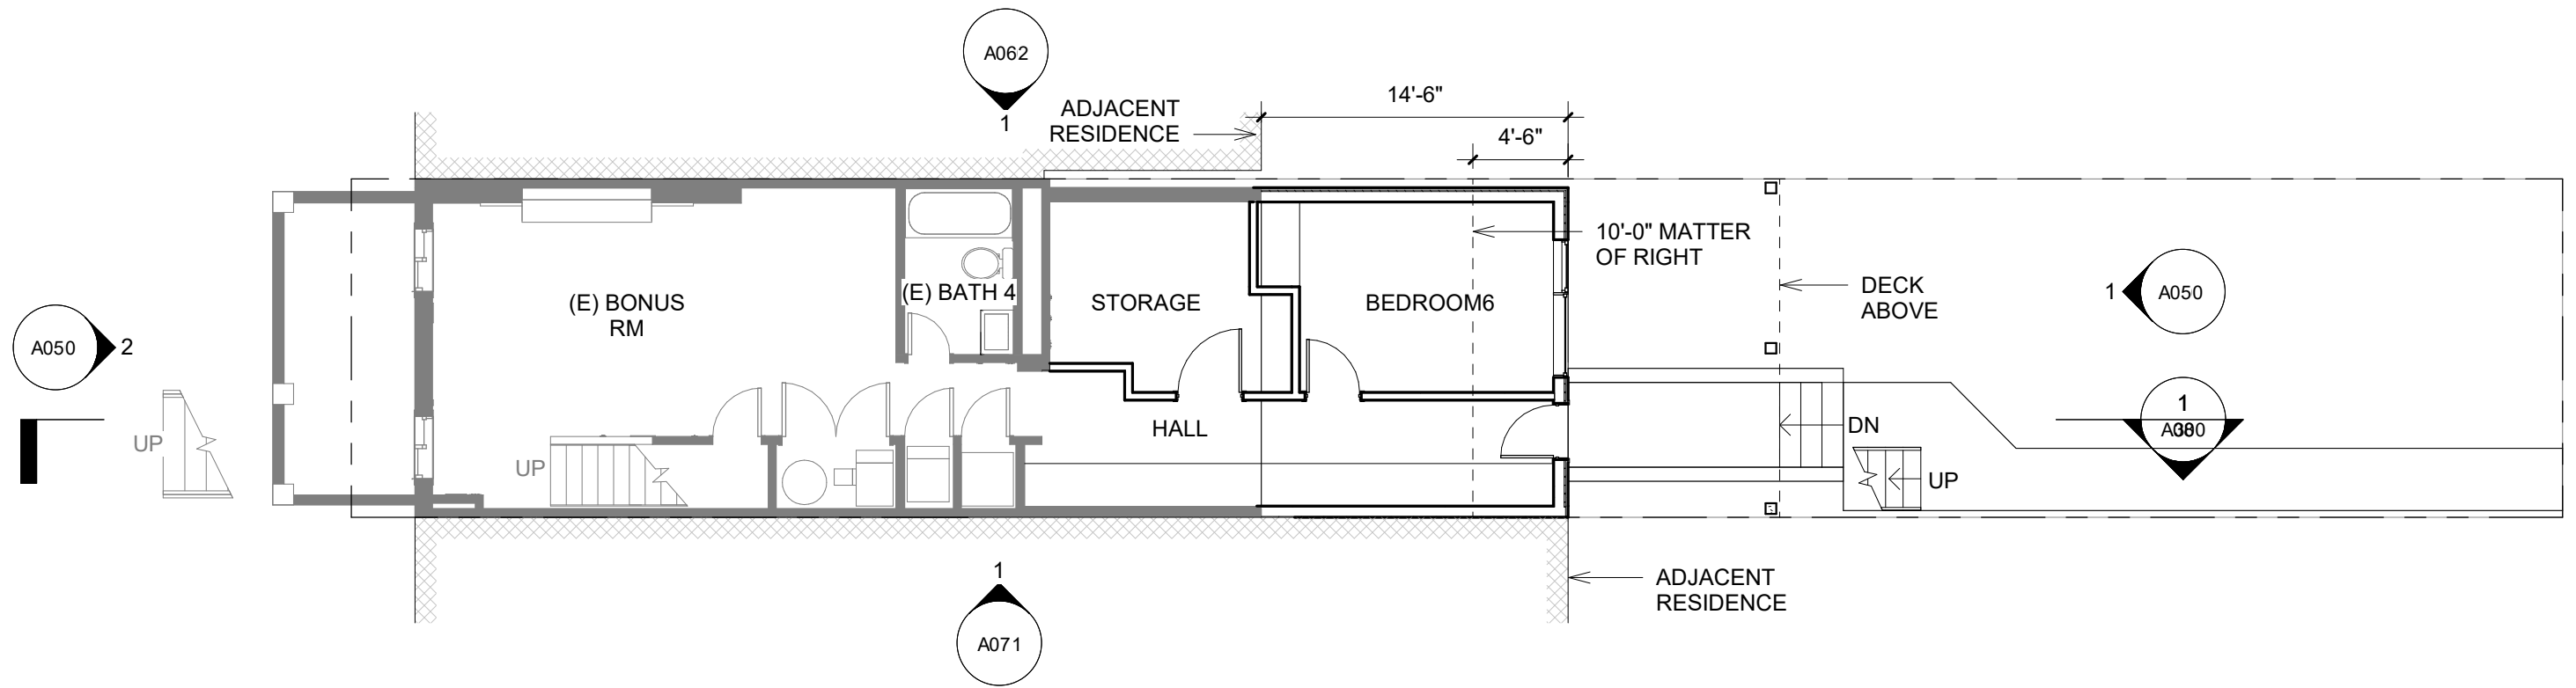 A062
1
ADJACENT
RESIDENCE
14'-6"
4'-6"
10'-0" MATTER
OF RIGHT
DECK
ABOVE
1
A050
A050
2
(E) BONUS
RM
(E) BATH 4
STORAGE
BEDROOM6
HALL
UP
UP
DN
UP
1
ADJACENT
RESIDENCE
1
A071